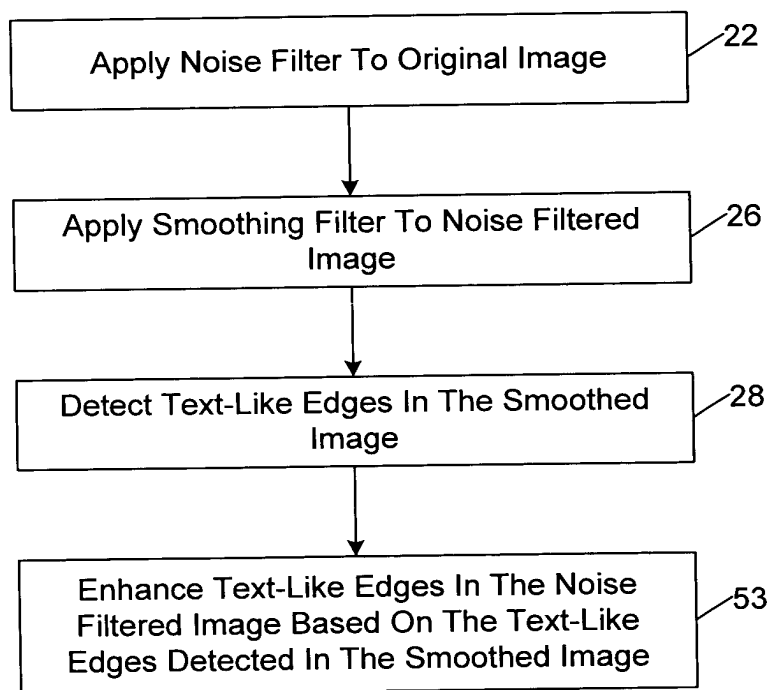 Apply Noise Filter To Original Image
22
Apply Smoothing Filter To Noise Filtered
Image
26
Detect Text-Like Edges In The Smoothed
Image
28
Enhance Text-Like Edges In The Noise
Filtered Image Based On The Text-Like
Edges Detected In The Smoothed Image
53